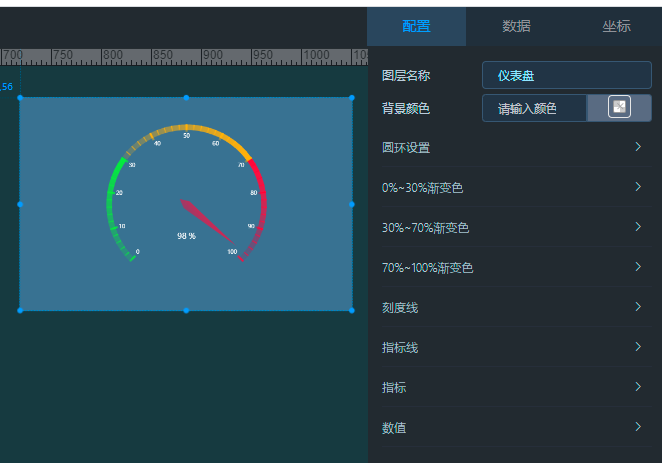 配置 数据 坐标
700 750 800 850 900 950 1000
,56
图层名称 仪表盘
背景颜色 请输入颜色
圆环设置
0%~30%渐变色
30%~70%渐变色
70%~100%渐变色
刻度线
指标线
指标
数值
50
40 60
30 70
20 80
10 90
98 %
0 100